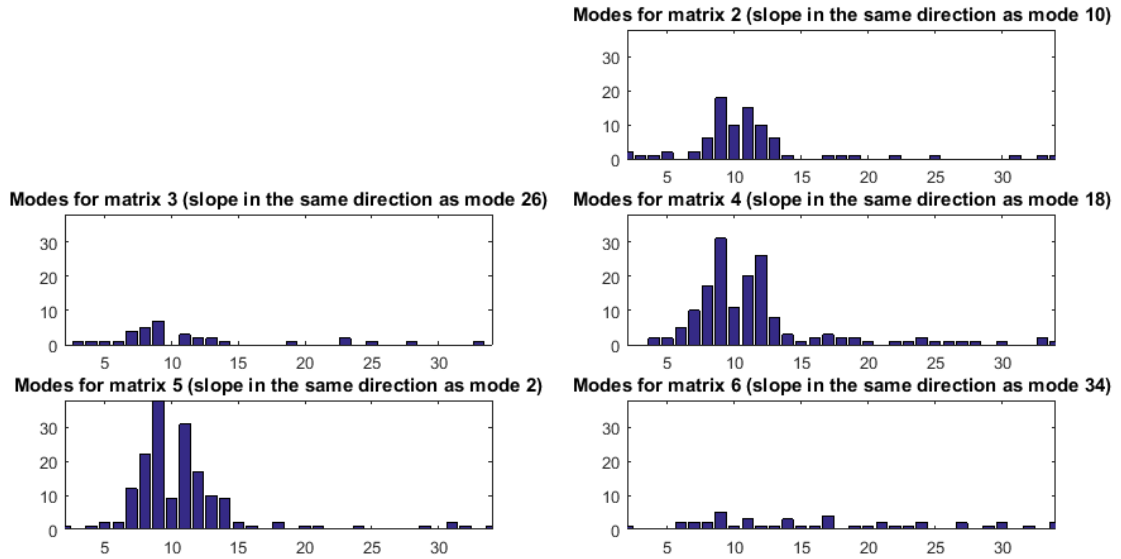 Modes for matrix 2 (slope in the same direction as mode 10)
30
20
10
0
5 10 15 20 25 30
Modes for matrix 3 (slope in the same direction as mode 26)
30
20
10
0
5 10 15 20 25 30
Modes for matrix 4 (slope in the same direction as mode 18)
30
20
10
0
5 10 15 20 25 30
Modes for matrix 5 (slope in the same direction as mode 2)
30
20
10
0
5 10 15 20 25 30
Modes for matrix 6 (slope in the same direction as mode 34)
30
20
10
0
5 10 15 20 25 30